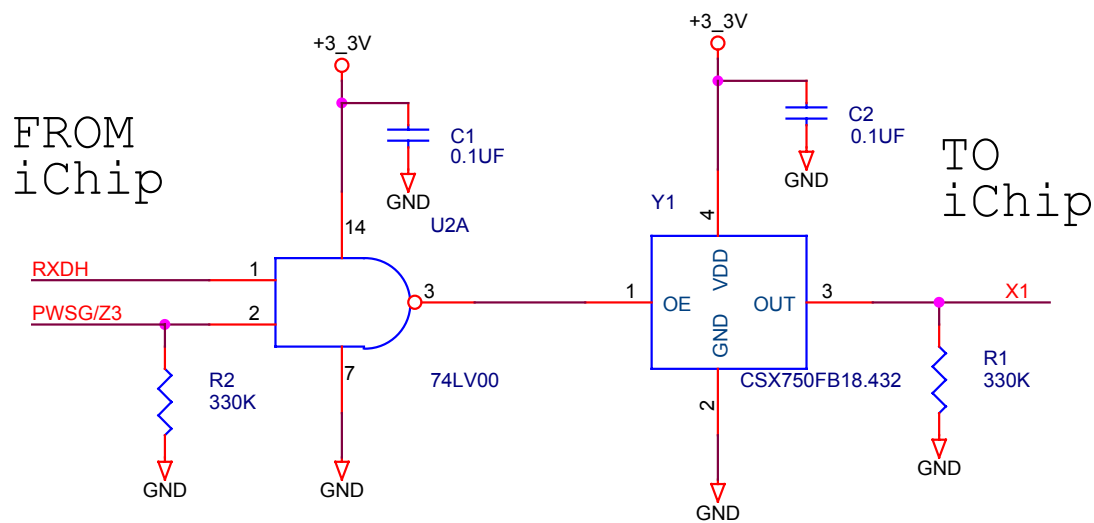 +3_3V
+3_3V
FROM
iChip
C1
0.1UF
GND
C2
0.1UF
GND
TO
iChip
14
U2A
Y1
4
RXDH
1
VDD
PWSG/Z3
2
3
1
OE
OUT
3
X1
GND
R2
330K
7
74LV00
CSX750FB18.432
2
R1
330K
GND
GND
GND
GND